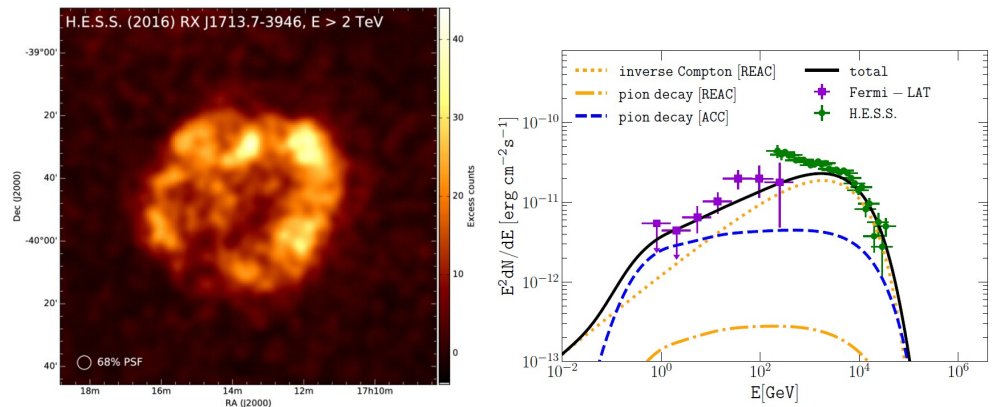 H.E.S.S. (2016) RX J1713.7-3946, E > 2 TeV
-39°00'
20'
40'
-40°00'
20'
40'
Dec (J2000)
68% PSF
18m
16m
14m
12m
17h10m
RA (J2000)
40
30
20
10
0
Excess counts
inverse Compton [REAC]
pion decay [REAC]
pion decay [ACC]
total
Fermi − LAT
H.E.S.S.
10⁻¹⁰
10⁻¹¹
10⁻¹²
10⁻¹³
E²dN/dE [erg cm⁻²s⁻¹]
10⁻²
10⁰
10²
10⁴
10⁶
E[GeV]